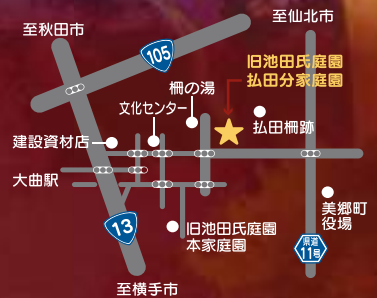 至秋田市
至仙北市
105
旧池田氏庭園
払田分家庭園
柵の湯
文化センター
払田柵跡
建設資材店
大曲駅
美郷町
役場
13
旧池田氏庭園
本家庭園
県道
11号
至横手市